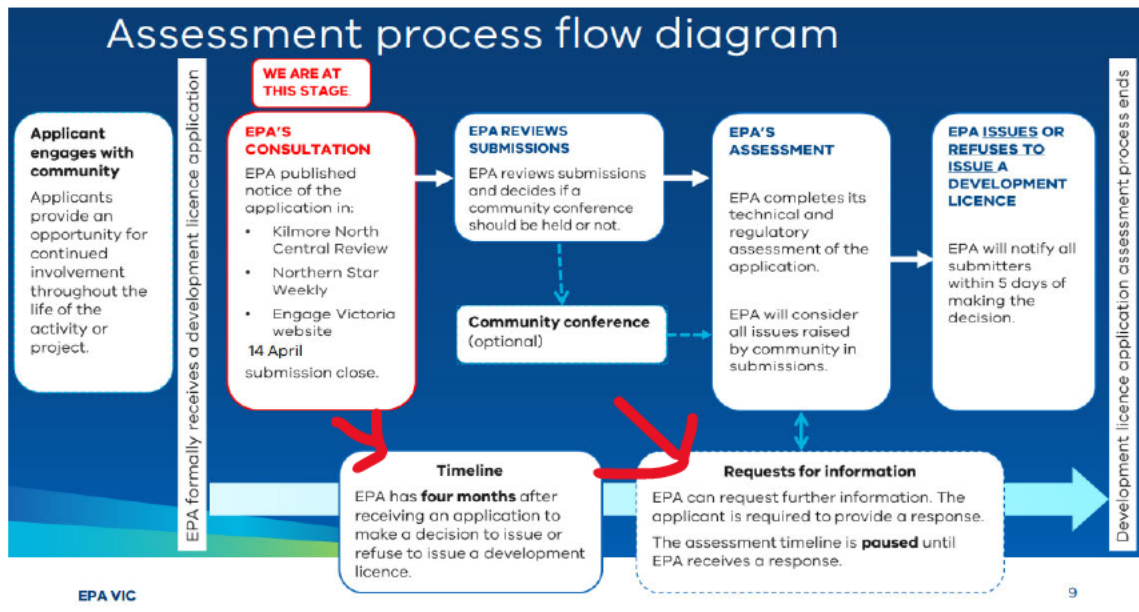 Assessment process flow diagram
Applicant
engages with
community
Applicants
provide an
opportunity for
continued
involvement
throughout the
life of the
activity or
project.
EPA formally receives a development licence application
WE ARE AT
THIS STAGE.
EPA'S
CONSULTATION
EPA published
notice of the
application in:
• Kilmore North
Central Review
• Northern Star
Weekly
• Engage Victoria
website
14 April
submission close.
EPA REVIEWS
SUBMISSIONS
EPA reviews submissions
and decides if a
community conference
should be held or not.
Community conference
(optional)
EPA'S
ASSESSMENT
EPA completes its
technical and
regulatory
assessment of the
application.
EPA will consider
all issues raised
by community in
submissions.
EPA ISSUES OR
REFUSES TO
ISSUE A
DEVELOPMENT
LICENCE
EPA will notify all
submitters
within 5 days of
making the
decision.
Development licence application assessment process ends
Timeline
EPA has four months after
receiving an application to
make a decision to issue or
refuse to issue a development
licence.
Requests for information
EPA can request further information. The
applicant is required to provide a response.
The assessment timeline is paused until
EPA receives a response.
EPA VIC
9